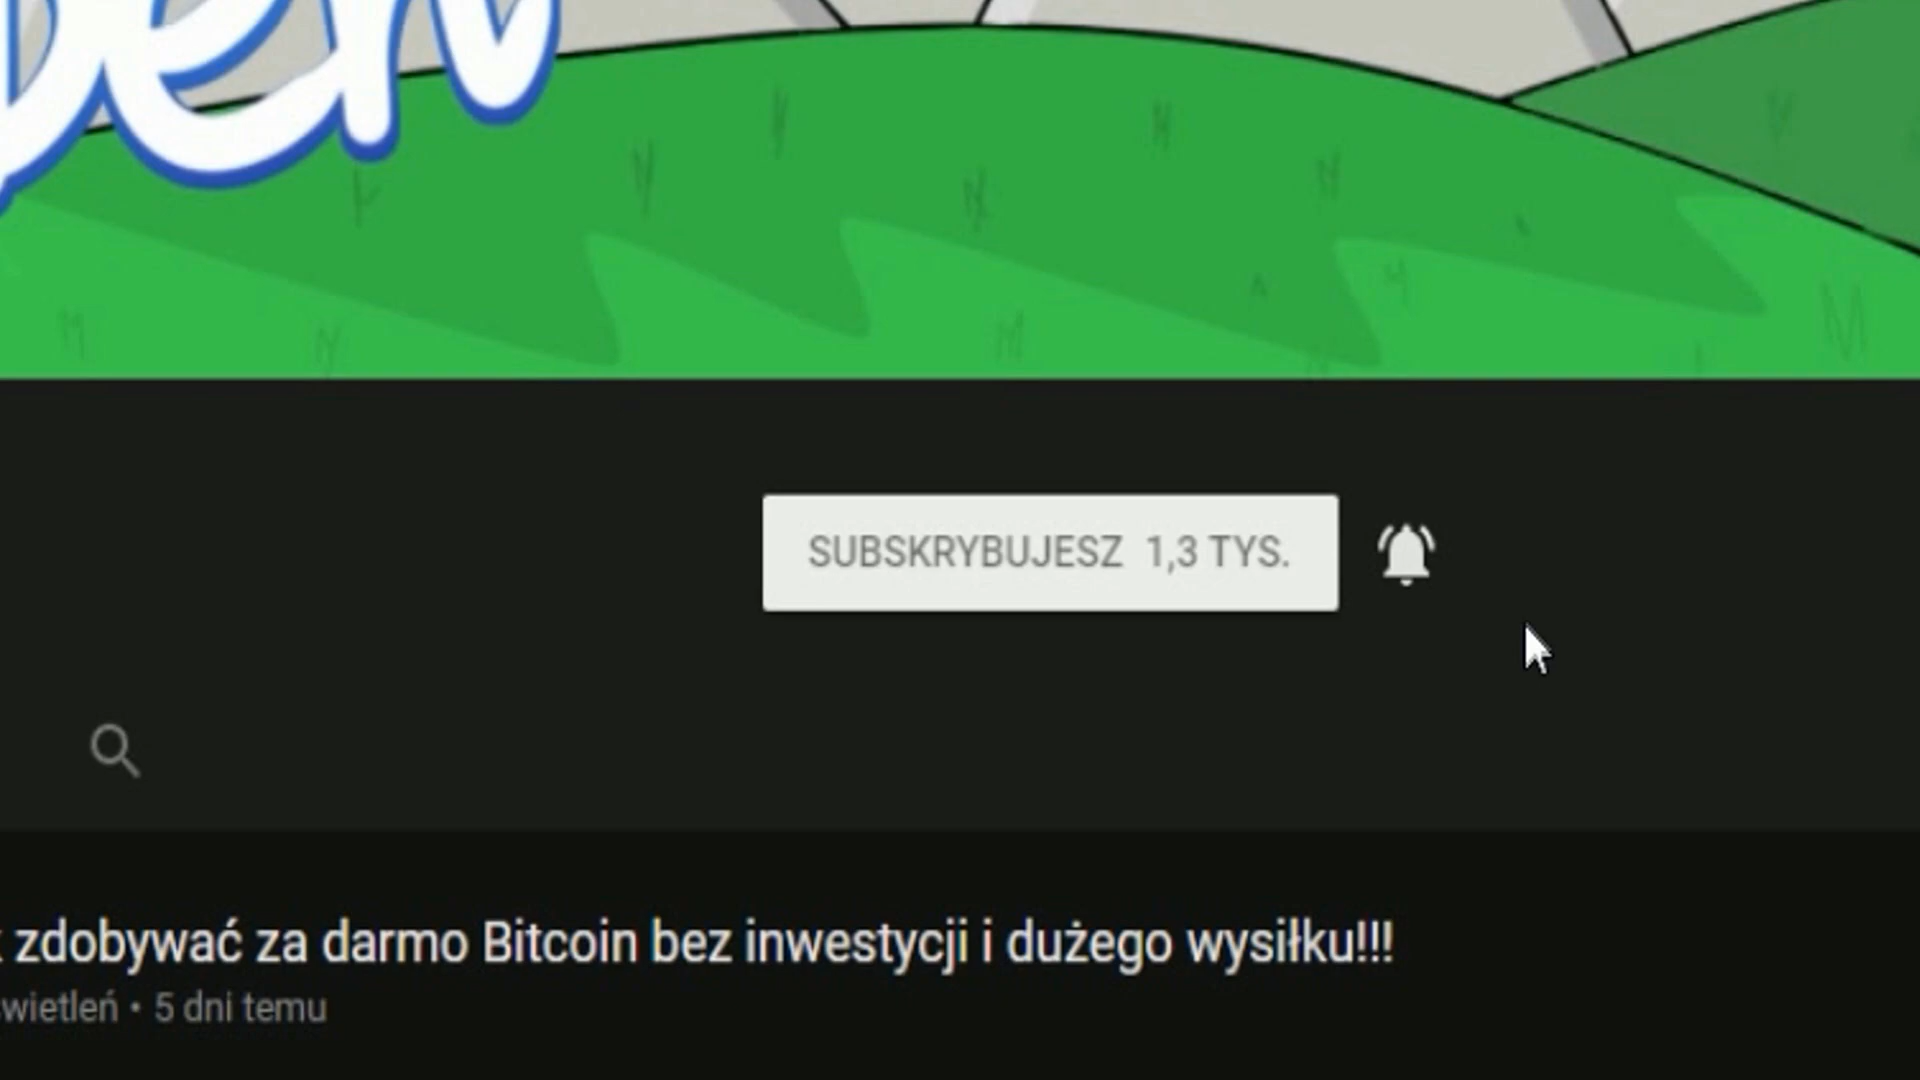 SUBSKRYBUJESZ 1,3 TYS.
zdobywać za darmo Bitcoin bez inwestycji i dużego wysiłku!!!
5 dni temu